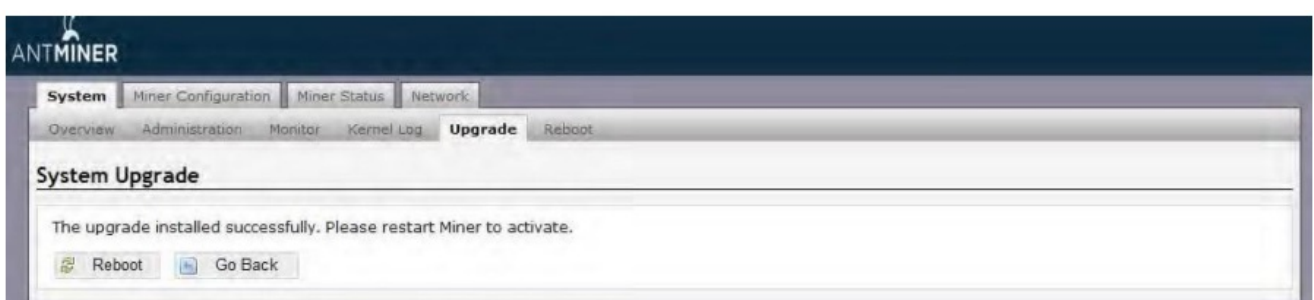 ANTMINER
System Miner Configuration Miner Status Network
Overview Administration Monitor Kernel Log Upgrade Reboot
System Upgrade
The upgrade installed successfully. Please restart Miner to activate.
Reboot Go Back